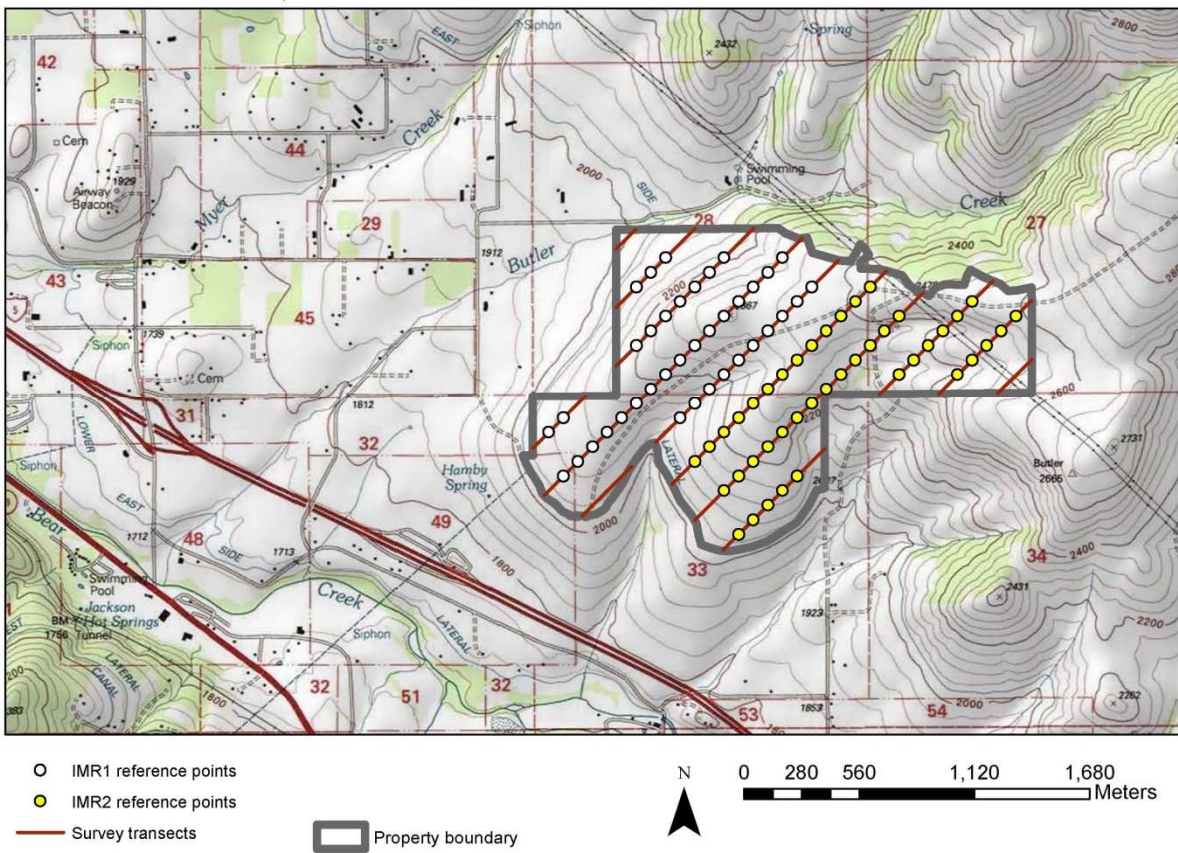 Siphon
EAST
2432
Spring
2800
42
Cem
44
Creek
2000
SIDE
Swimming
Pool
1929
Airway
Beacon
Myer
29
28
Creek
27
2400
Butler
1912
43
5
45
2200
Siphon
1739
Cem
2600
31
1812
32
LOWER
2731
Siphon
Hamby
Spring
LATERAL
Butler
2666
EAST
49
2000
Bear
1712
48
SIDE
1713
1800
33
34
2400
Swimming
Pool
Jackson
Hot Springs
BM
1756 Tunnel
Creek
Siphon
LATERAL
1923
2431
2200
LATERAL
CANAL
1800
32
51
32
53
1853
54
2000
2262
383
IMR1 reference points
IMR2 reference points
Survey transects
Property boundary
N
0 280 560 1,120 1,680
Meters